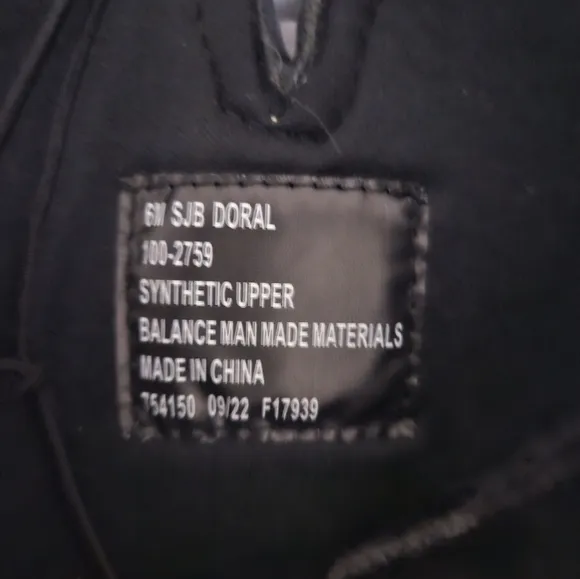 6M SJB DORAL
100-2759
SYNTHETIC UPPER
BALANCE MAN MADE MATERIALS
MADE IN CHINA
754150 09/22 F17939